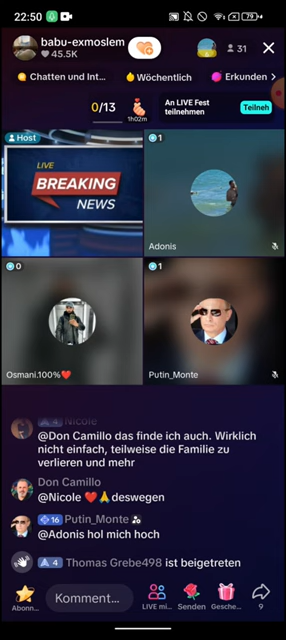 22:50
79
babu-exmoslem
45.5K
31
Chatten und Int...
Wöchentlich
Erkunden
0/13
1h02m
An LIVE Fest
teilnehmen
Teilneh
Host
LIVE
BREAKING
NEWS
1
Adonis
0
Osmani.100%❤️
1
Putin_Monte
4 Nicole
@Don Camillo das finde ich auch. Wirklich
nicht einfach, teilweise die Familie zu
verlieren und mehr
Don Camillo
@Nicole ❤️🙏deswegen
16 Putin_Monte
@Adonis hol mich hoch
4 Thomas Grebe498 ist beigetreten
Abonn...
Komment...
LIVE mi...
Senden
Gesche...
9